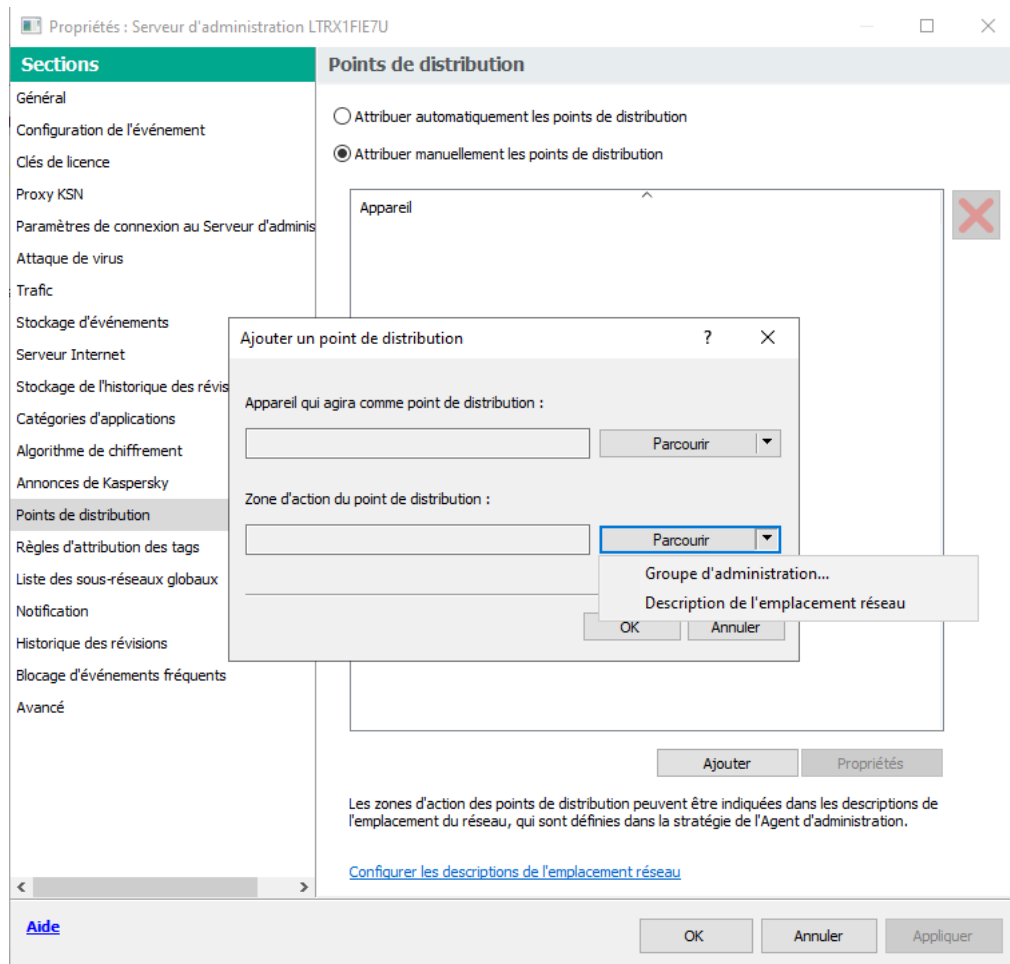 Propriétés : Serveur d'administration LTRX1FIE7U
Sections
Général
Configuration de l'événement
Clés de licence
Proxy KSN
Paramètres de connexion au Serveur d'adminis
Attaque de virus
Trafic
Stockage d'événements
Serveur Internet
Stockage de l'historique des révis
Catégories d'applications
Algorithme de chiffrement
Annonces de Kaspersky
Points de distribution
Règles d'attribution des tags
Liste des sous-réseaux globaux
Notification
Historique des révisions
Blocage d'événements fréquents
Avancé
Points de distribution
Attribuer automatiquement les points de distribution
Attribuer manuellement les points de distribution
Appareil
Ajouter un point de distribution
?
Appareil qui agira comme point de distribution :
Parcourir
Zone d'action du point de distribution :
Parcourir
Groupe d'administration...
Description de l'emplacement réseau
OK
Annuler
Ajouter
Propriétés
Les zones d'action des points de distribution peuvent être indiquées dans les descriptions de
l'emplacement du réseau, qui sont définies dans la stratégie de l'Agent d'administration.
Configurer les descriptions de l'emplacement réseau
Aide
OK
Annuler
Appliquer